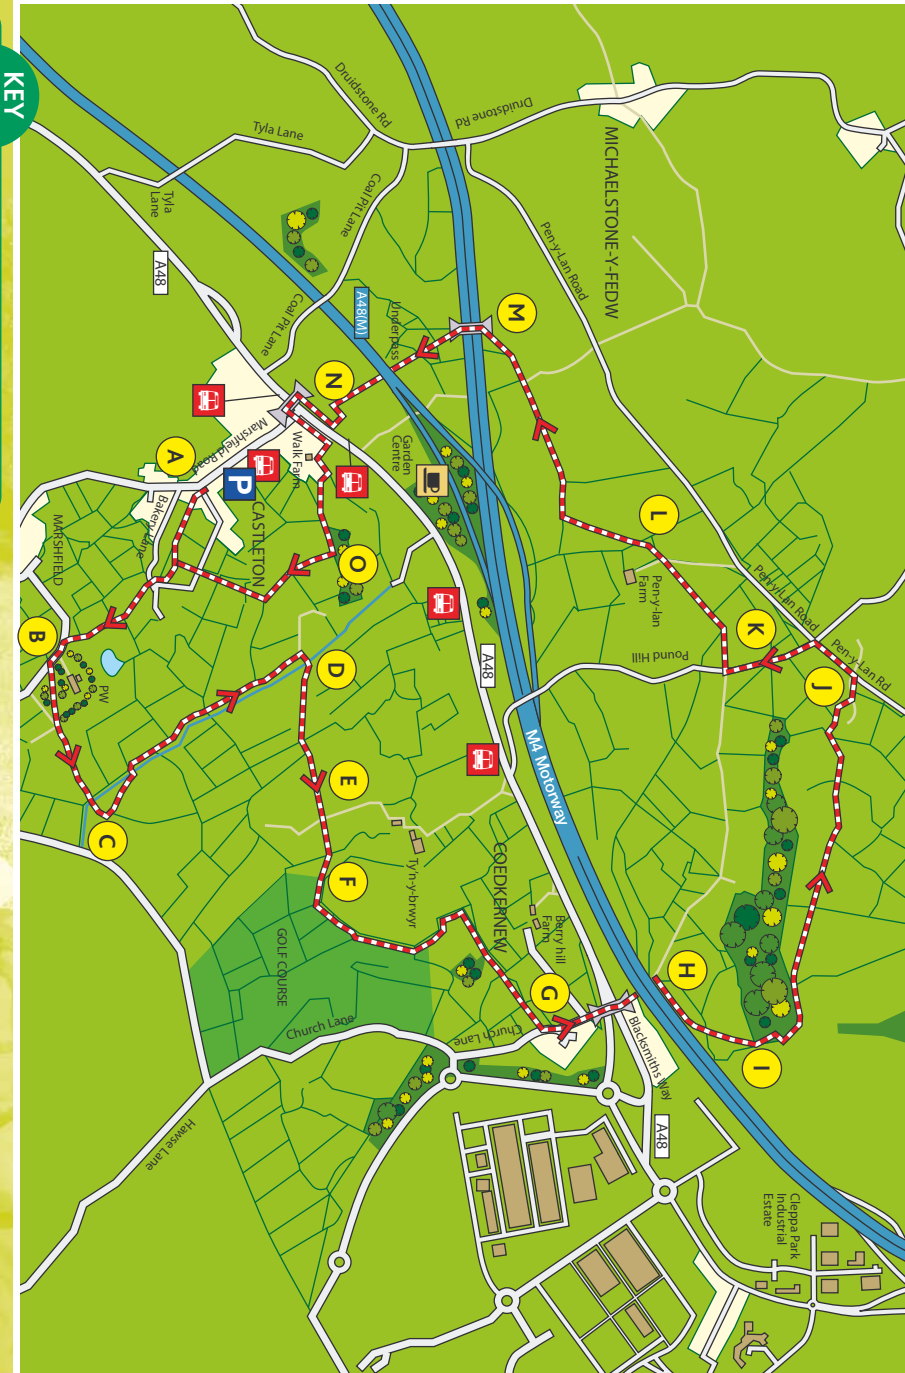 KEY
Druidstone Rd
Druidstone Rd
Tyla Lane
Tyla
Lane
Coal Pit Lane
Coal Pit Lane
A48
A48(M)
Underpass
MICHAELSTONE-Y-FEDW
Pen-y-Lan Road
M
N
Marshfield Road
Walk Farm
Garden
Centre
A
P
CASTLETON
Bakery Lane
MARSHFIELD
L
O
Pen-y-lan
Farm
Pen-y-Lan Road
Pen-y-Lan Rd
Pound Hill
K
J
B
PW
D
A48
M4 Motorway
E
C
F
Ty'n-y-brwyr
COEDKERNEW
Berry hill
Farm
GOLF COURSE
G
H
I
Church Lane
Church Lane
Blacksmiths Way
A48
Hawse Lane
Cleppa Park
Industrial
Estate